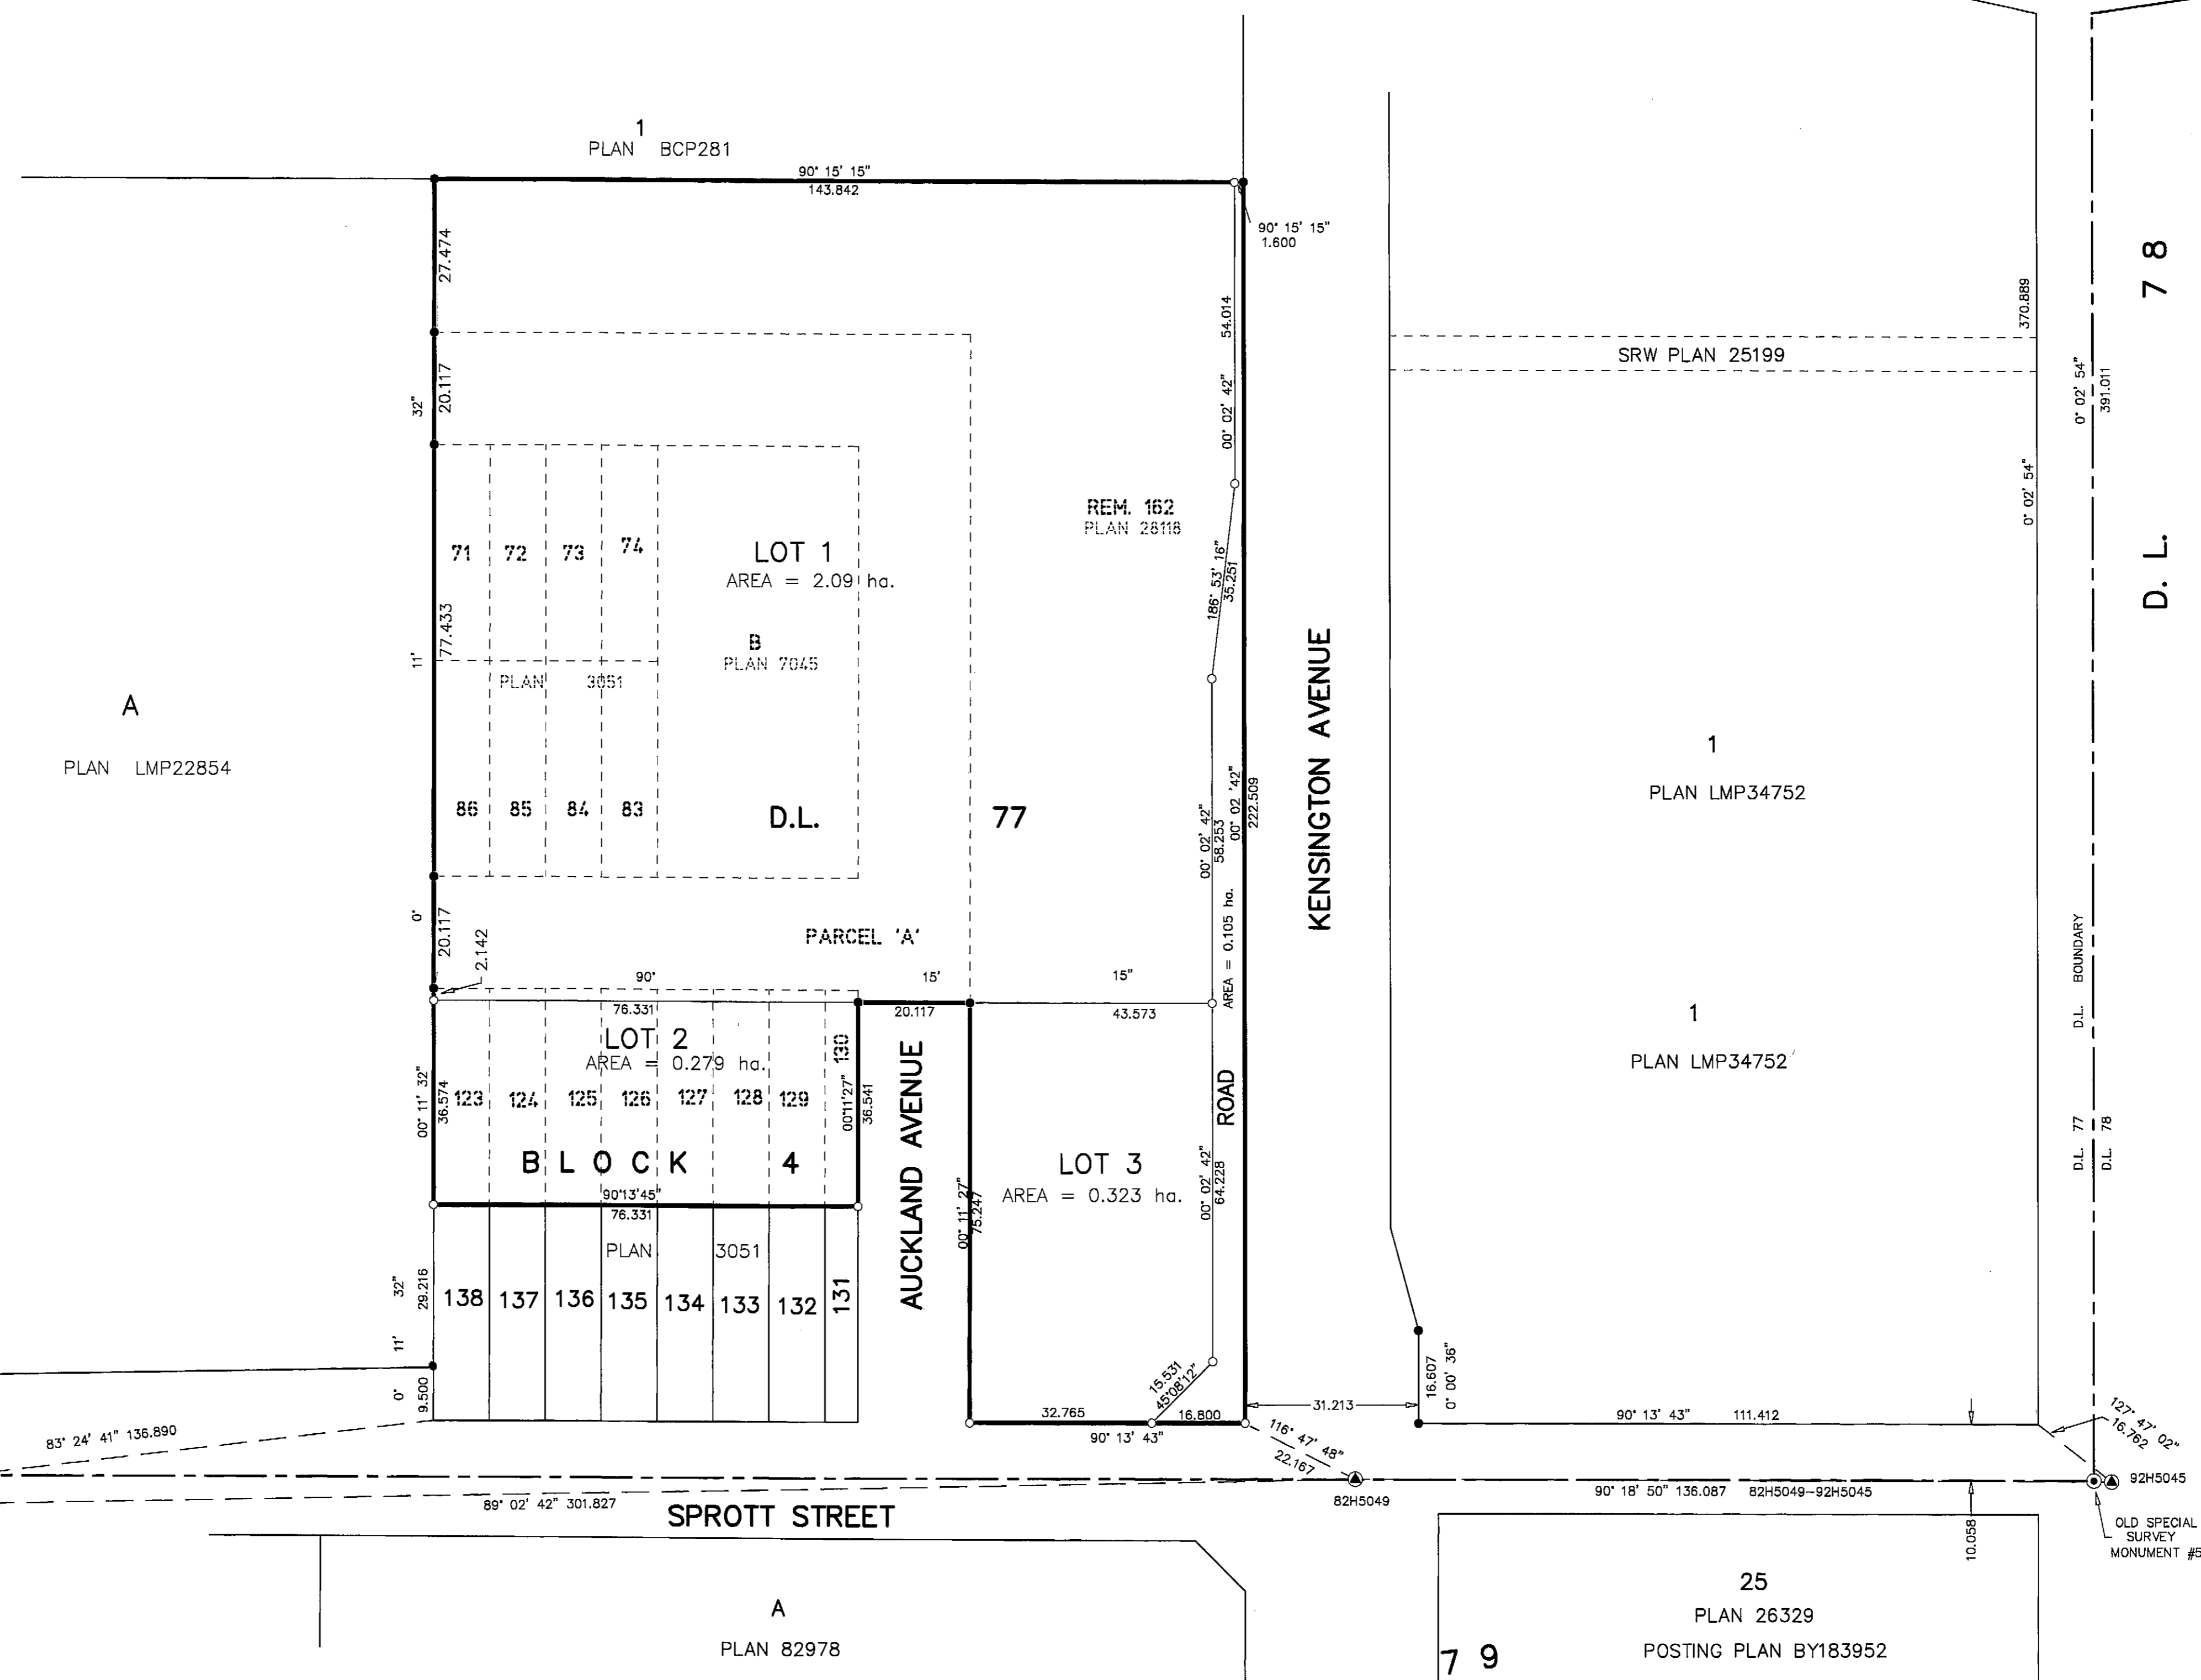 1
PLAN BCP281
90° 15' 15"
143.842
90° 15' 15"
1.600
27.474
20.117
32"
77.433
11'
0°
20.117
2.142
54.014
00° 02' 42"
186° 53' 16"
35.251
00° 02' 42"
58.253
00° 02 '42"
222.509
AREA = 0.105 ha.
REM. 162
PLAN 28118
71 72 73 74
LOT 1
AREA = 2.09 ha.
B
PLAN 7045
PLAN 3051
86 85 84 83
D.L. 77
PARCEL 'A'
A
PLAN LMP22854
90° 15' 15"
76.331
20.117
43.573
LOT 2
AREA = 0.279 ha.
00° 11' 32"
36.574
123 124 125 126 127 128 129 130
00°11'27"
36.541
BLOCK 4
90°13'45"
76.331
PLAN 3051
138 137 136 135 134 133 132 131
32"
29.216
11'
0°
9.500
AUCKLAND AVENUE
00° 11' 27"
75.247
LOT 3
AREA = 0.323 ha.
00° 02' 42"
64.228
ROAD
15.531
45°08'12"
32.765
16.800
90° 13' 43"
KENSINGTON AVENUE
31.213
116° 47' 48"
22.167
82H5049
16.607
0° 00' 36"
SRW PLAN 25199
370.889
0° 02' 54"
0° 02' 54"
391.011
D. L. 78
1
PLAN LMP34752
1
PLAN LMP34752
D.L. BOUNDARY
D.L. 77
D.L. 78
90° 13' 43" 111.412
127° 47' 02"
16.762
92H5045
90° 18' 50" 136.087 82H5049-92H5045
10.058
OLD SPECIAL
SURVEY
MONUMENT #5
83° 24' 41" 136.890
89° 02' 42" 301.827
SPROTT STREET
A
PLAN 82978
25
PLAN 26329
POSTING PLAN BY183952
79